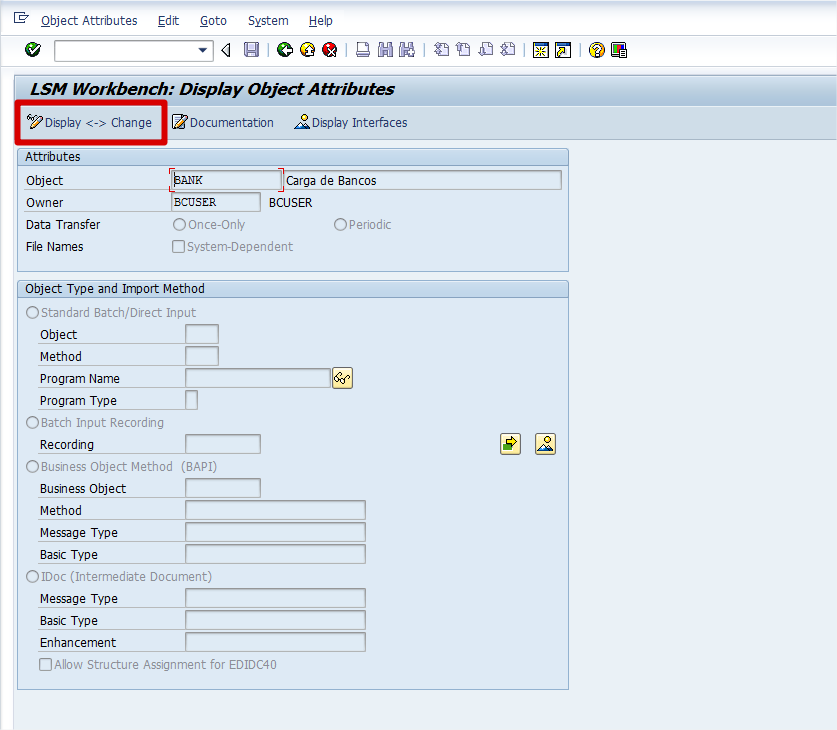 Object Attributes Edit Goto System Help
LSM Workbench: Display Object Attributes
Display <-> Change Documentation Display Interfaces
Attributes
Object BANK Carga de Bancos
Owner BCUSER BCUSER
Data Transfer Once-Only Periodic
File Names System-Dependent
Object Type and Import Method
Standard Batch/Direct Input
Object
Method
Program Name
Program Type
Batch Input Recording
Recording
Business Object Method (BAPI)
Business Object
Method
Message Type
Basic Type
IDoc (Intermediate Document)
Message Type
Basic Type
Enhancement
Allow Structure Assignment for EDIDC40